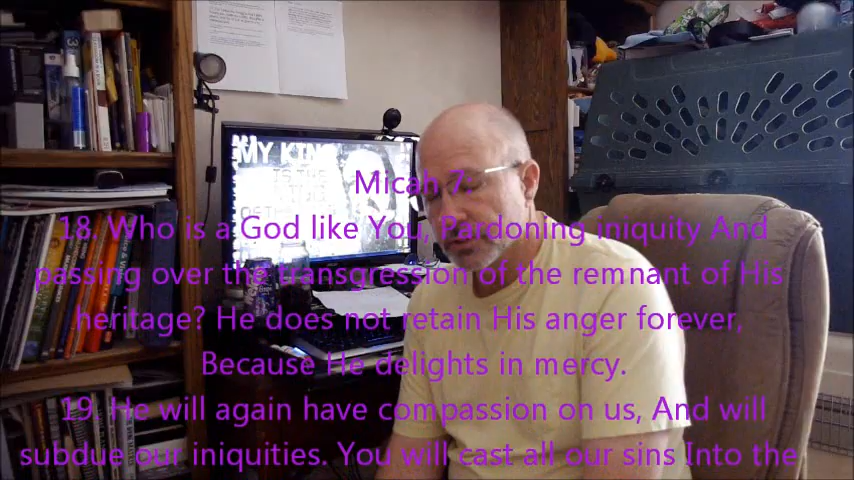 MY KING
Micah 7:
18. Who is a God like You, Pardoning iniquity And
passing over the transgression of the remnant of His
heritage? He does not retain His anger forever,
Because He delights in mercy.
19. He will again have compassion on us, And will
subdue our iniquities. You will cast all our sins Into the